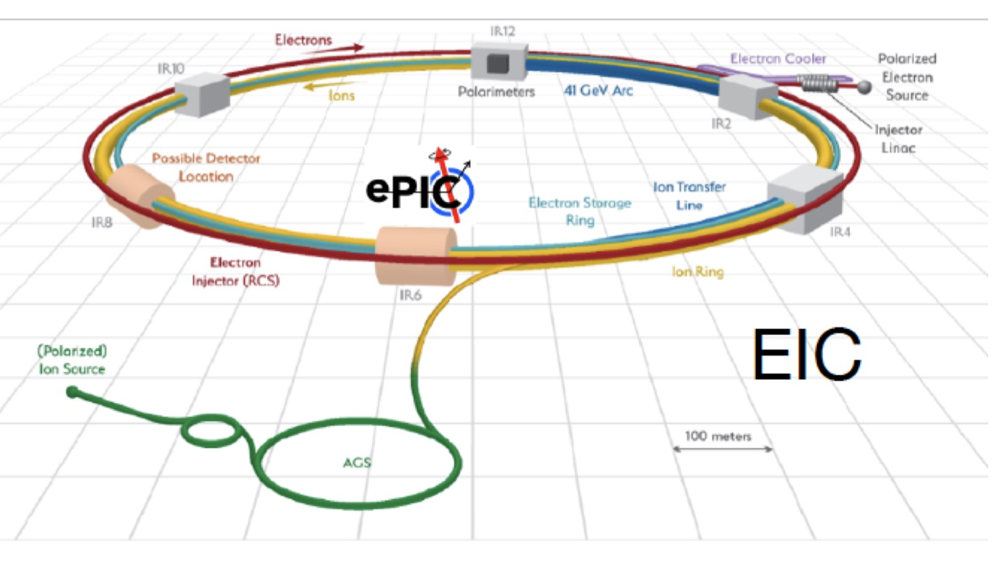 Electrons
IR12
IR10
Electron Cooler
Polarized
Electron
Source
Ions
Polarimeters
41 GeV Arc
IR2
Injector
Linac
Possible Detector
Location
ePIC
Ion Transfer
Line
Electron Storage
Ring
IR8
IR4
Electron
Injector (RCS)
Ion Ring
IR6
EIC
(Polarized)
Ion Source
100 meters
AGS